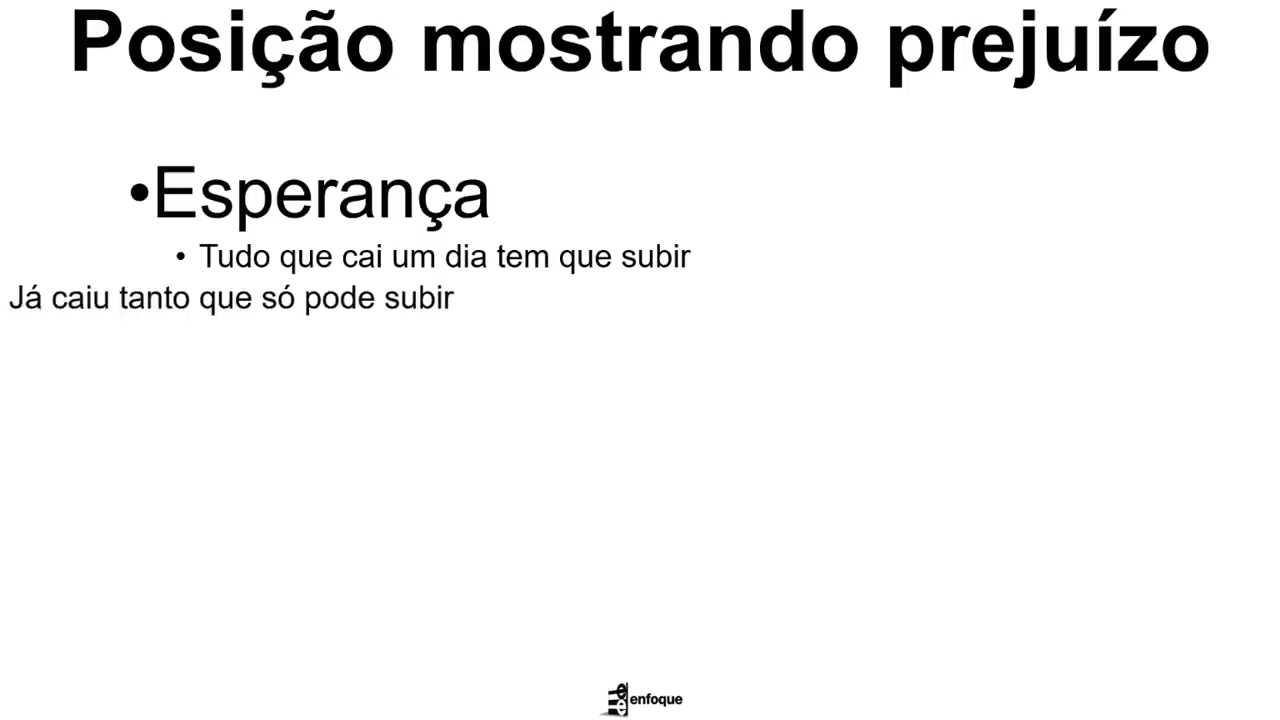 Posição mostrando prejuízo
•Esperança
• Tudo que cai um dia tem que subir
Já caiu tanto que só pode subir
enfoque